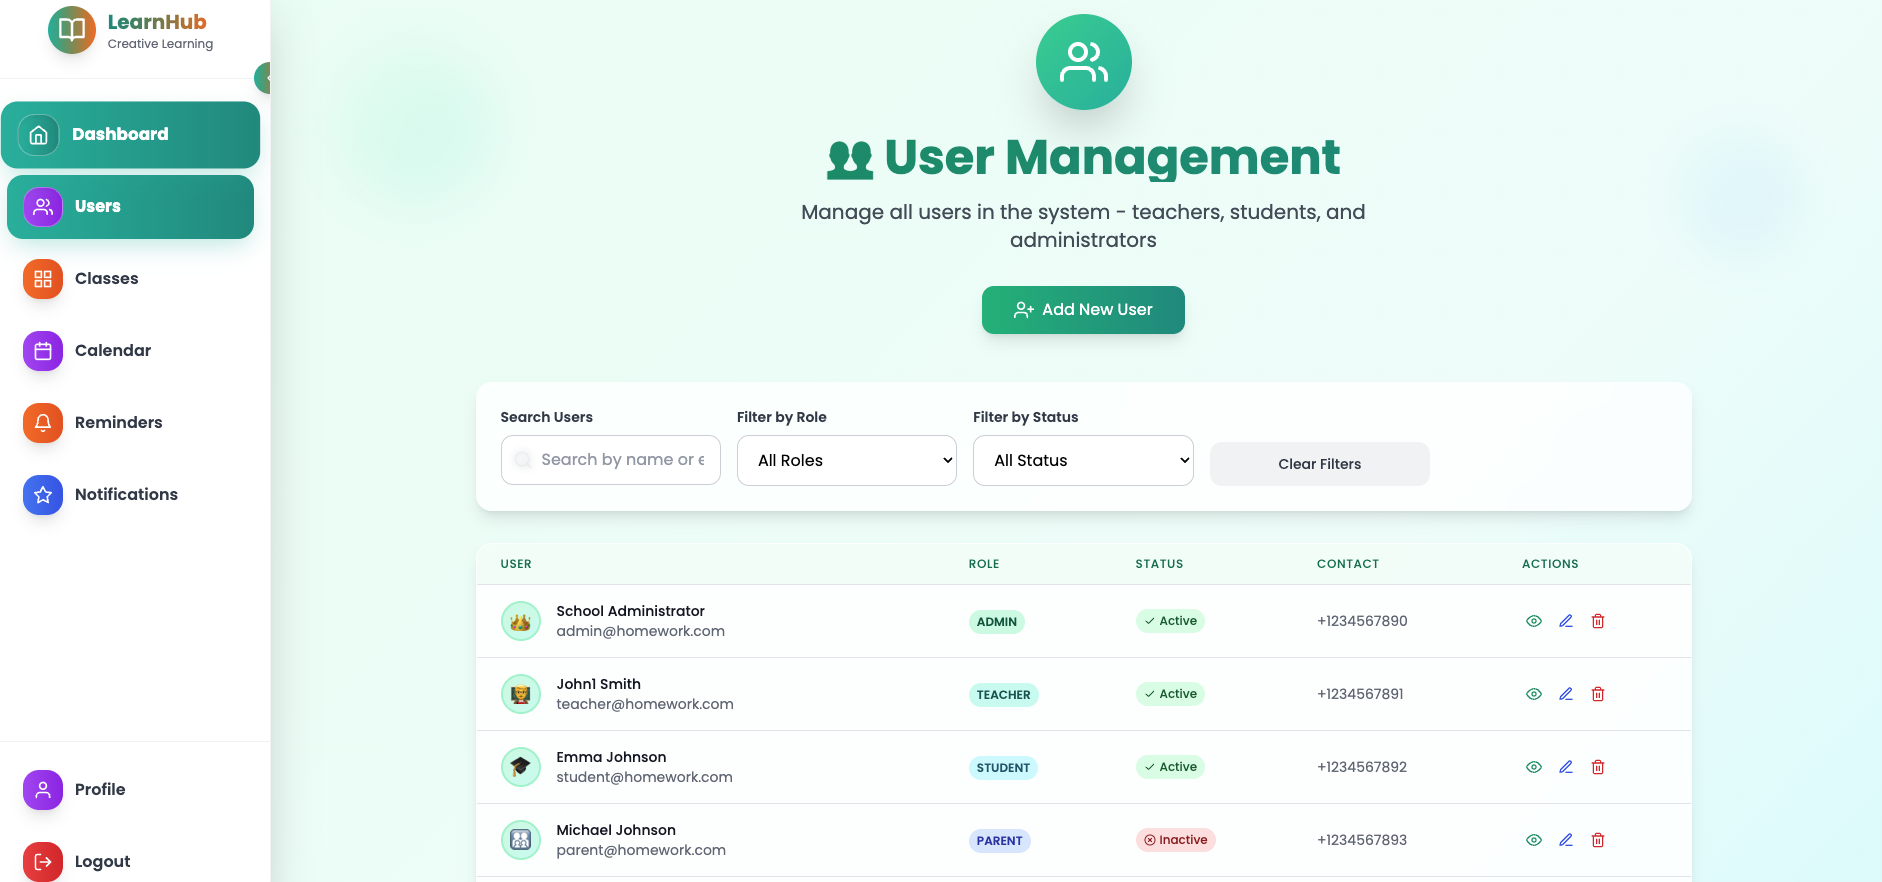 LearnHub
Creative Learning
Dashboard
Users
Classes
Calendar
Reminders
Notifications
Profile
Logout
User Management
Manage all users in the system - teachers, students, and
administrators
Add New User
Search Users
Filter by Role
Filter by Status
Search by name or e
All Roles
All Status
Clear Filters
USER ROLE STATUS CONTACT ACTIONS
School Administrator
admin@homework.com
ADMIN
Active
+1234567890
John1 Smith
teacher@homework.com
TEACHER
Active
+1234567891
Emma Johnson
student@homework.com
STUDENT
Active
+1234567892
Michael Johnson
parent@homework.com
PARENT
Inactive
+1234567893